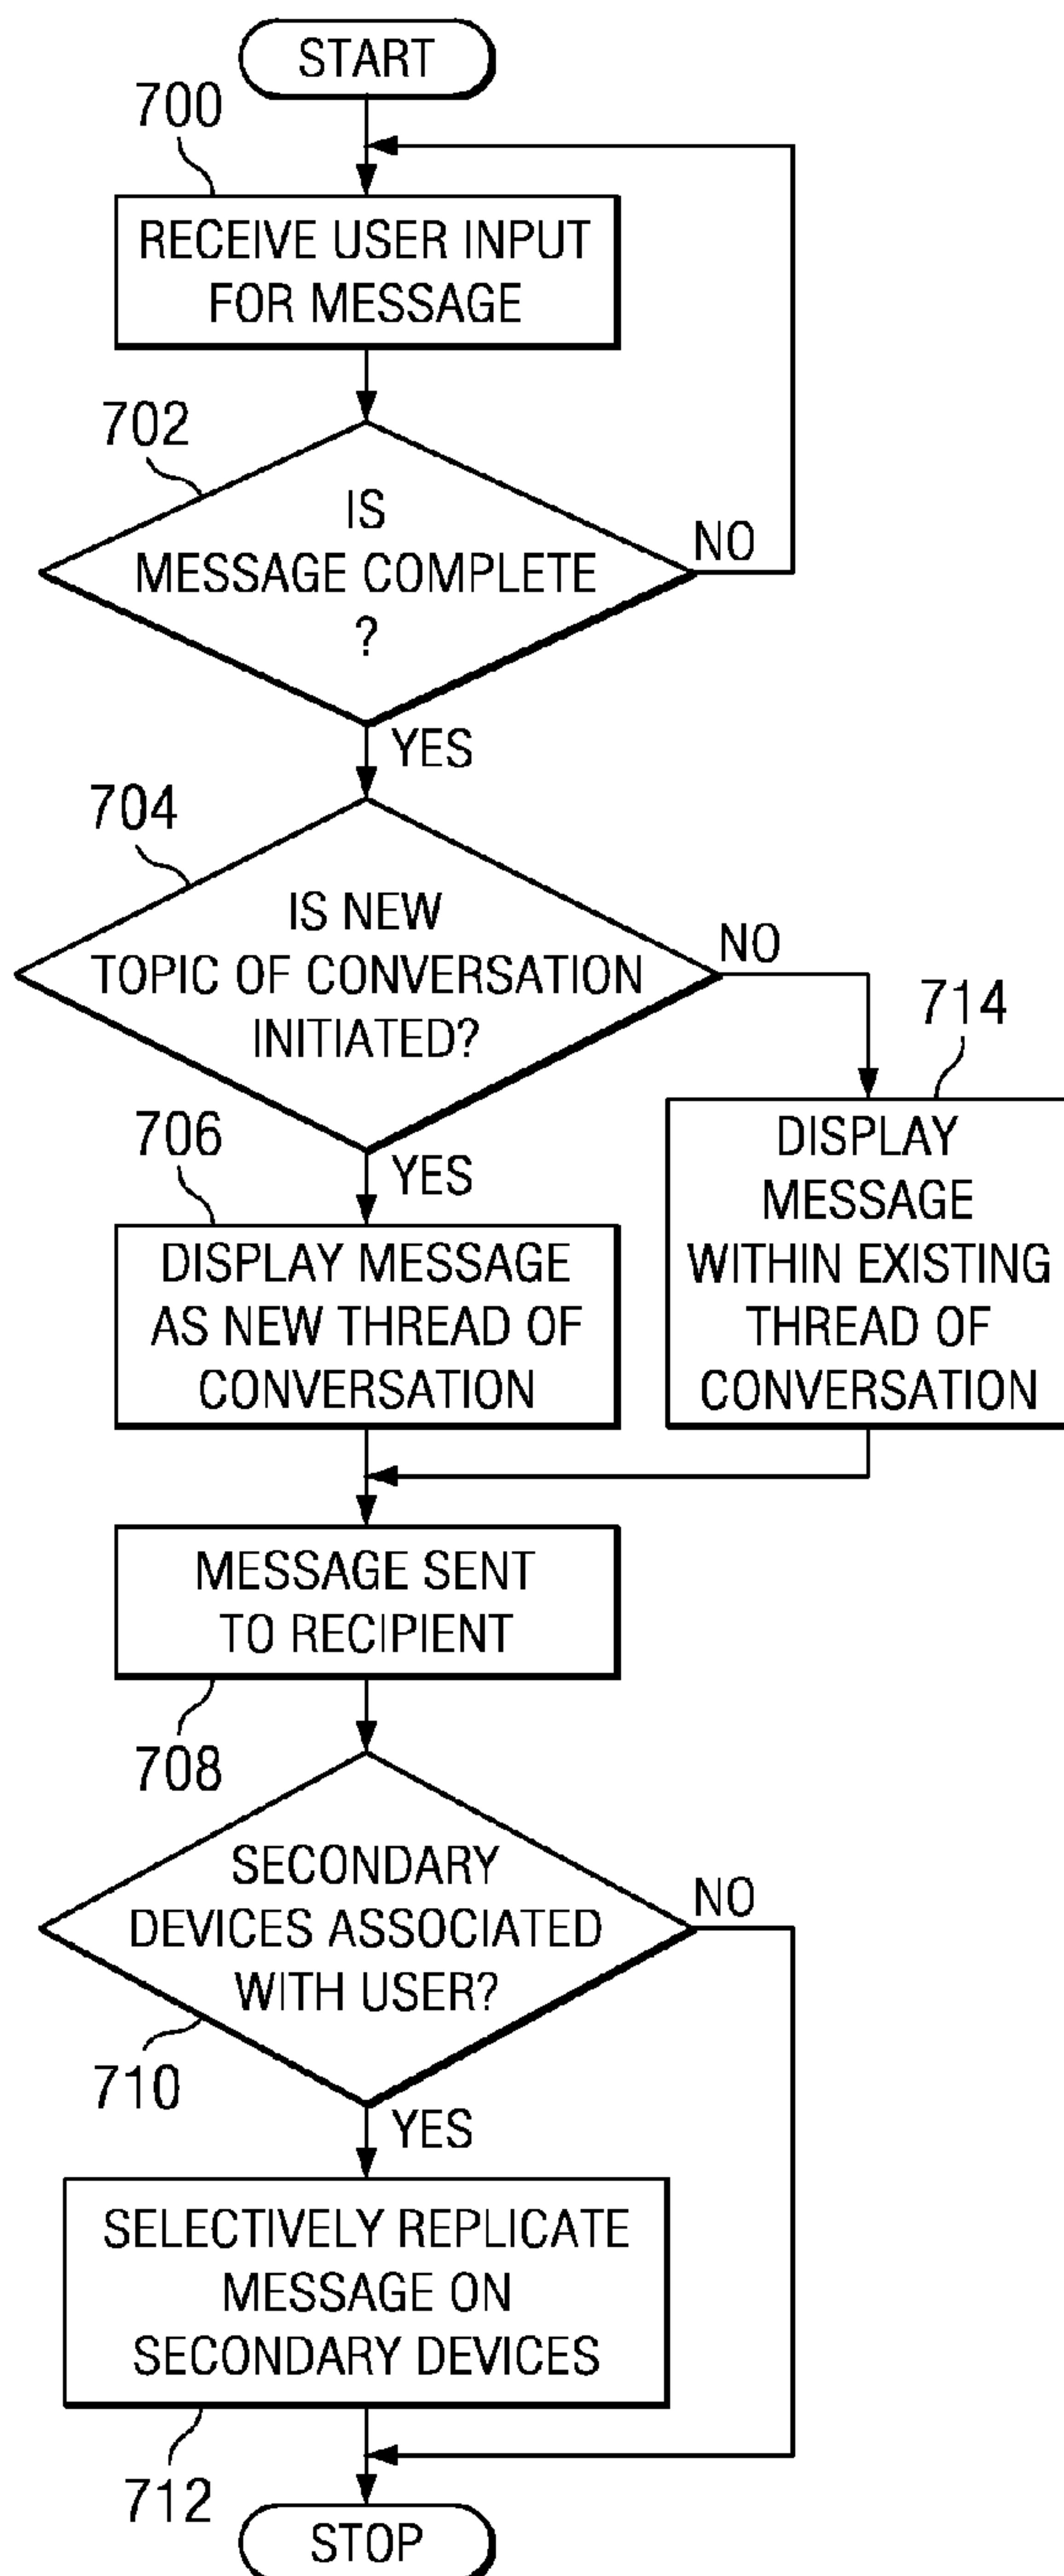 START
700
RECEIVE USER INPUT
FOR MESSAGE
702
IS
MESSAGE COMPLETE
?
NO
YES
704
IS NEW
TOPIC OF CONVERSATION
INITIATED?
NO
714
DISPLAY
MESSAGE
WITHIN EXISTING
THREAD OF
CONVERSATION
YES
706
DISPLAY MESSAGE
AS NEW THREAD OF
CONVERSATION
MESSAGE SENT
TO RECIPIENT
708
SECONDARY
DEVICES ASSOCIATED
WITH USER?
NO
710
YES
SELECTIVELY REPLICATE
MESSAGE ON
SECONDARY DEVICES
712
STOP